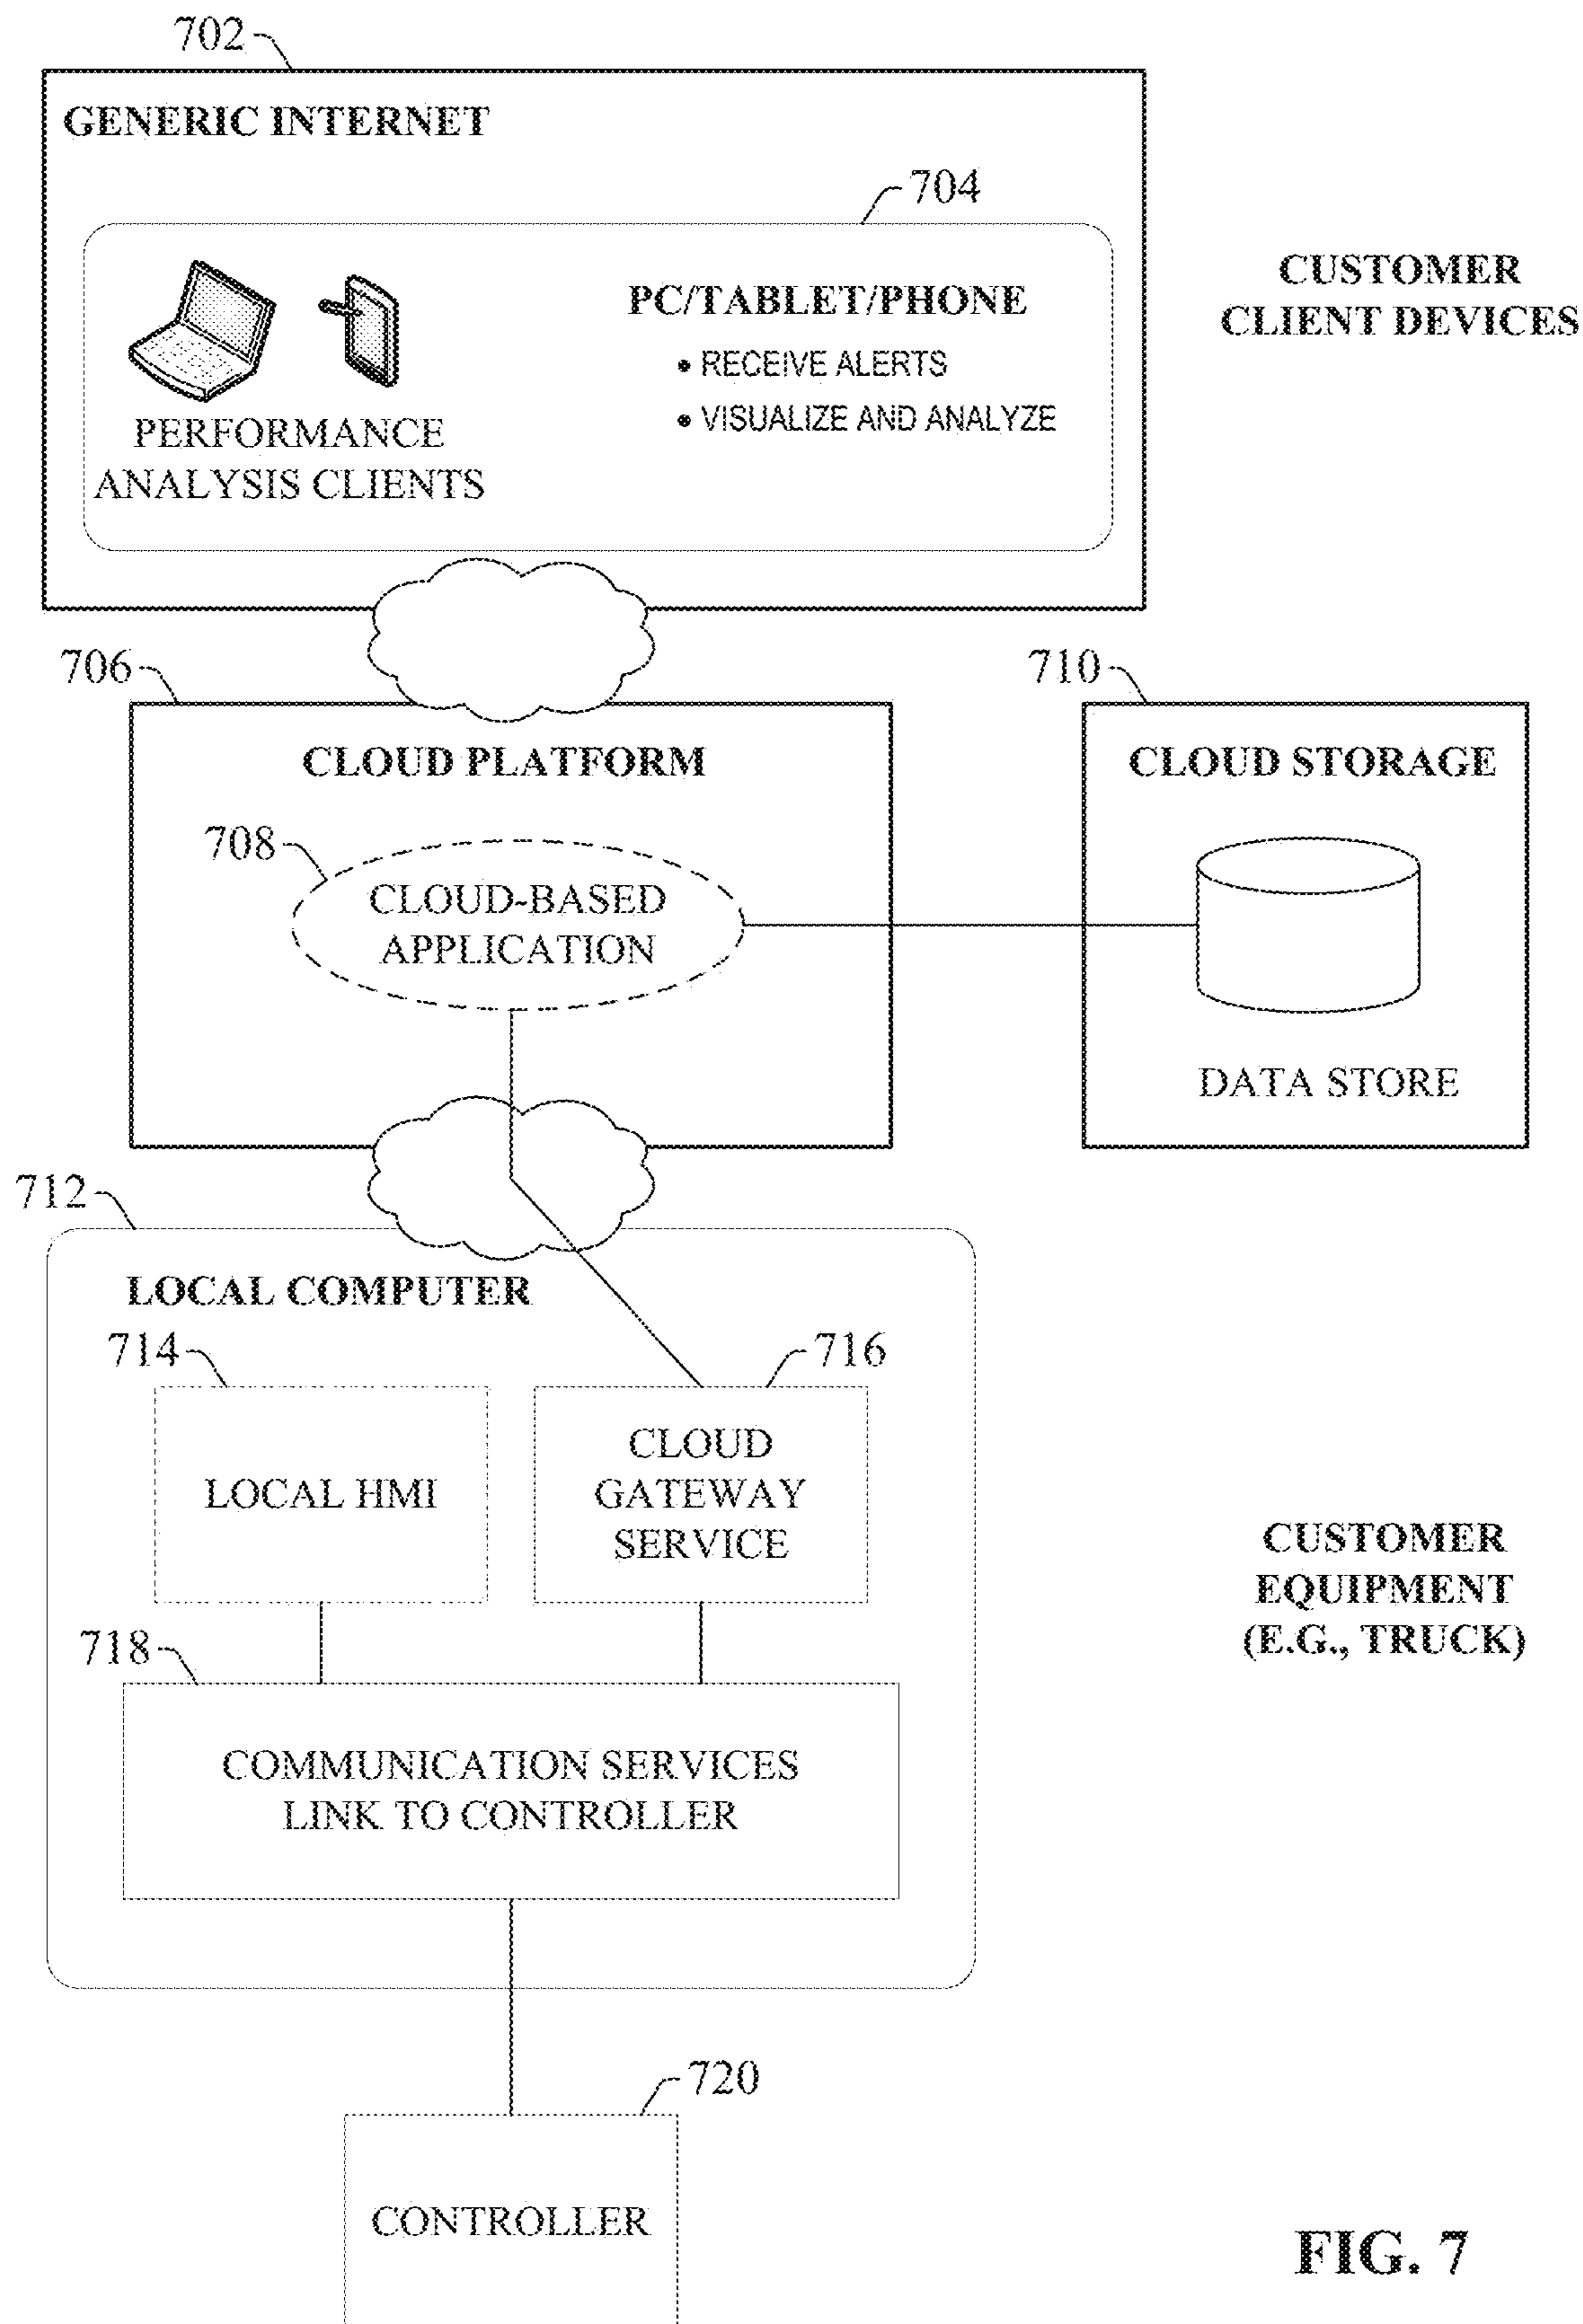 702
GENERIC INTERNET
704
PC/TABLET/PHONE
• RECEIVE ALERTS
• VISUALIZE AND ANALYZE
PERFORMANCE
ANALYSIS CLIENTS
CUSTOMER
CLIENT DEVICES
706
CLOUD PLATFORM
708
CLOUD-BASED
APPLICATION
710
CLOUD STORAGE
DATA STORE
712
LOCAL COMPUTER
714
LOCAL HMI
716
CLOUD
GATEWAY
SERVICE
718
COMMUNICATION SERVICES
LINK TO CONTROLLER
CUSTOMER
EQUIPMENT
(E.G., TRUCK)
720
CONTROLLER
FIG. 7